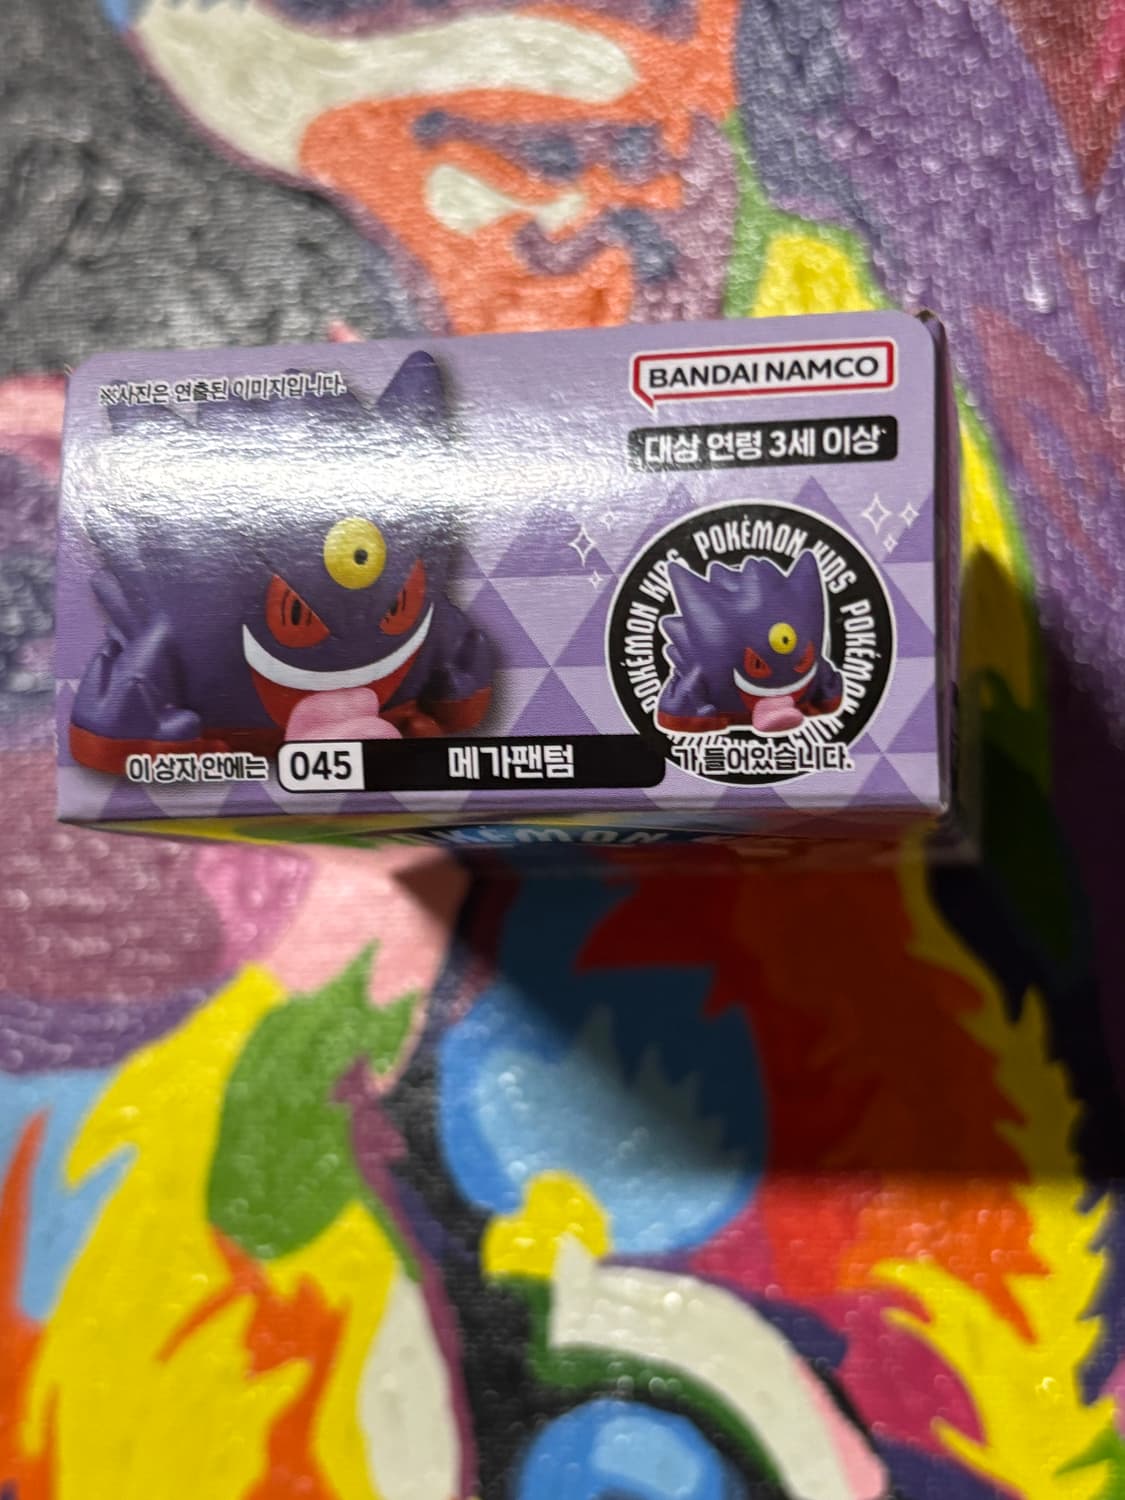 ※사진은 연출된 이미지입니다.
BANDAI NAMCO
대상 연령 3세 이상
POKÉMON KIDS POKÉMON KIDS POKÉMON
이 상자 안에는 045 메가팬텀 가 들어있습니다.
POKÉMON